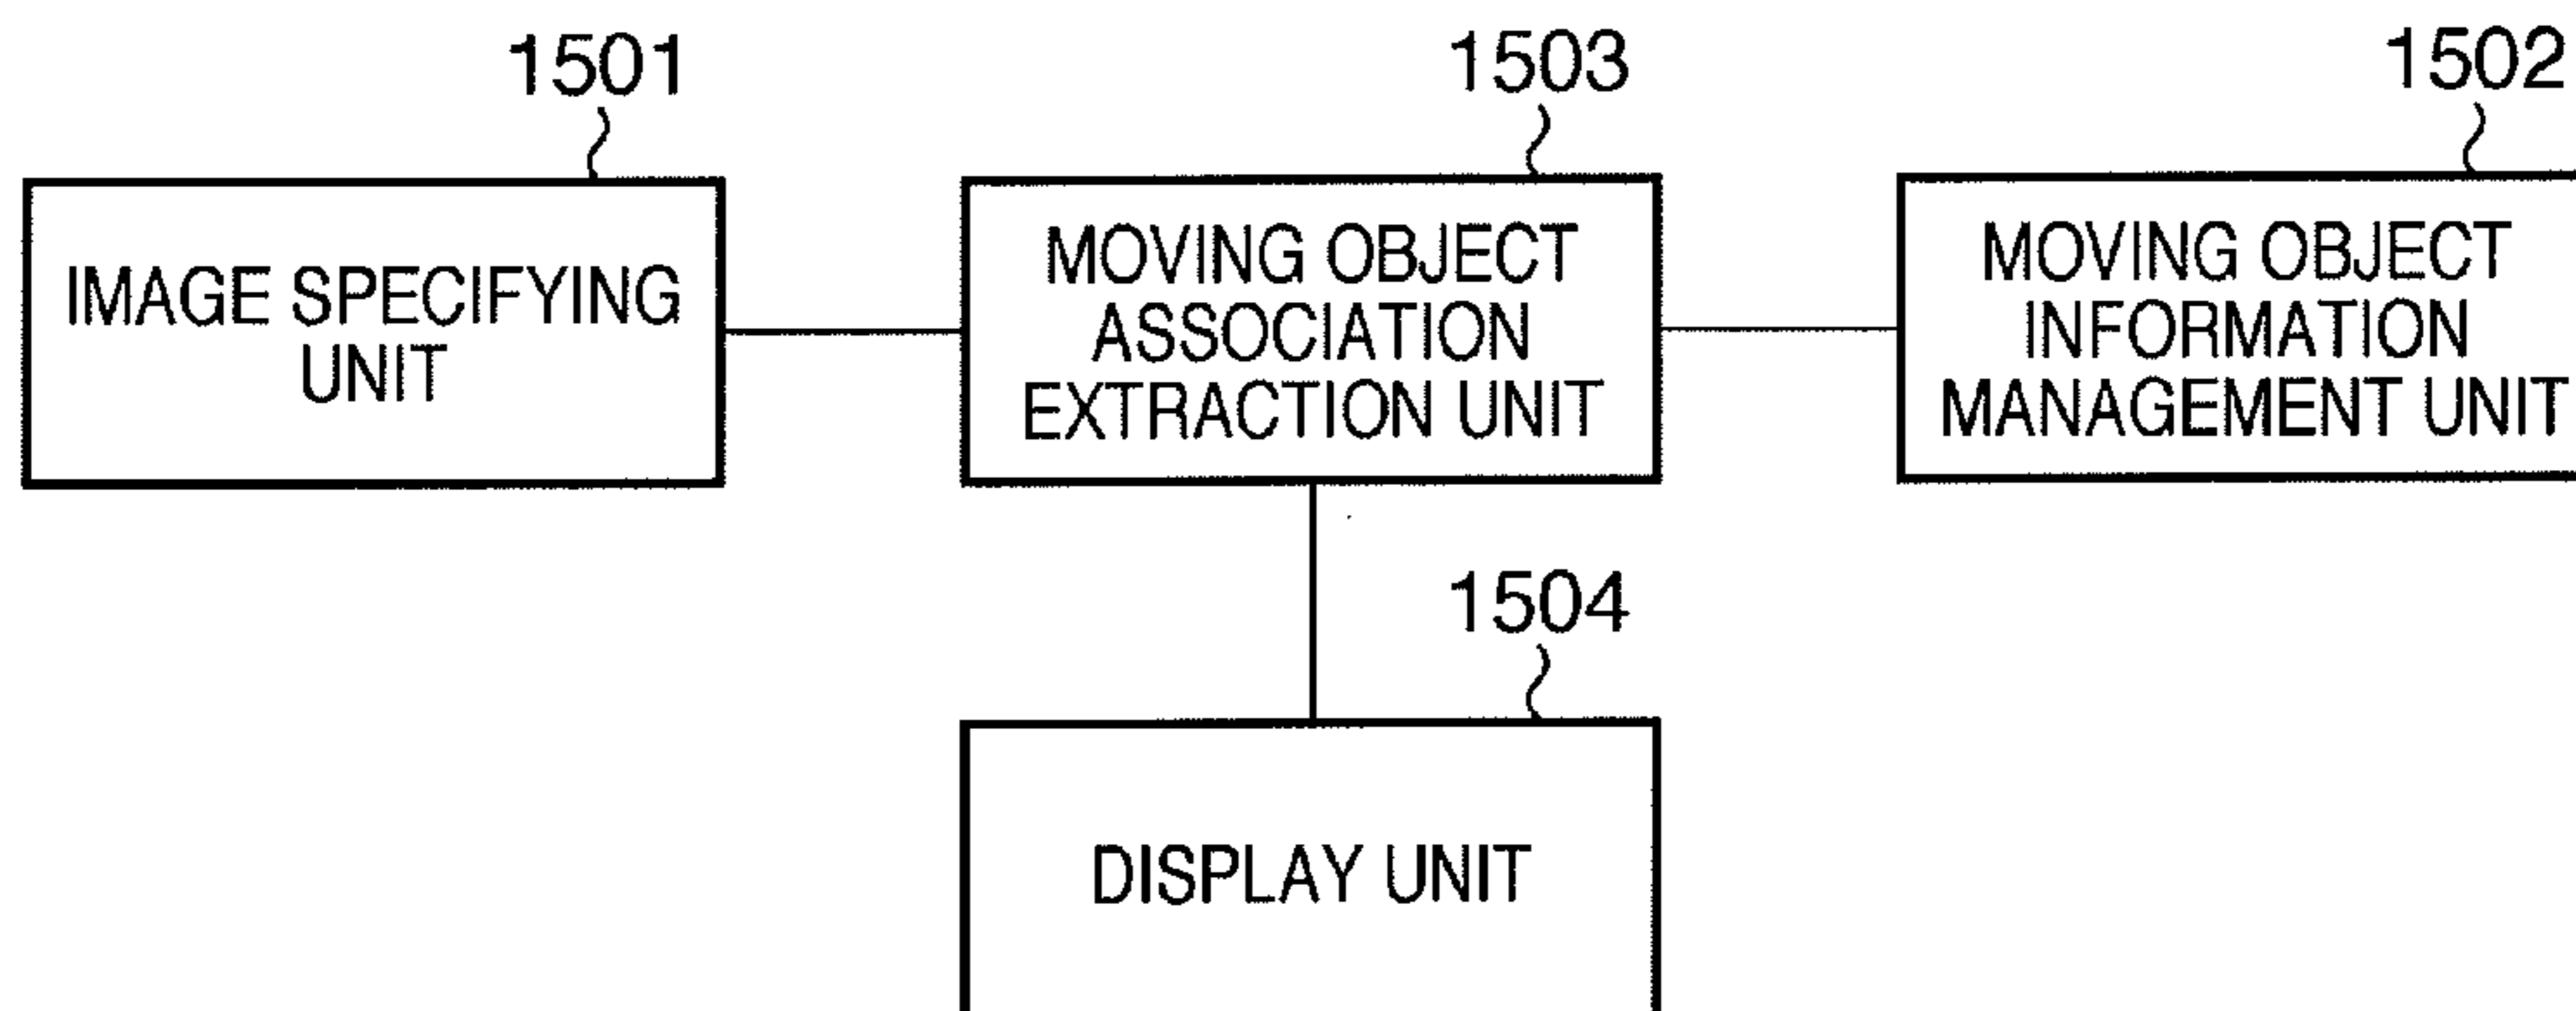 1501
IMAGE SPECIFYING
UNIT
1503
MOVING OBJECT
ASSOCIATION
EXTRACTION UNIT
1502
MOVING OBJECT
INFORMATION
MANAGEMENT UNIT
1504
DISPLAY UNIT